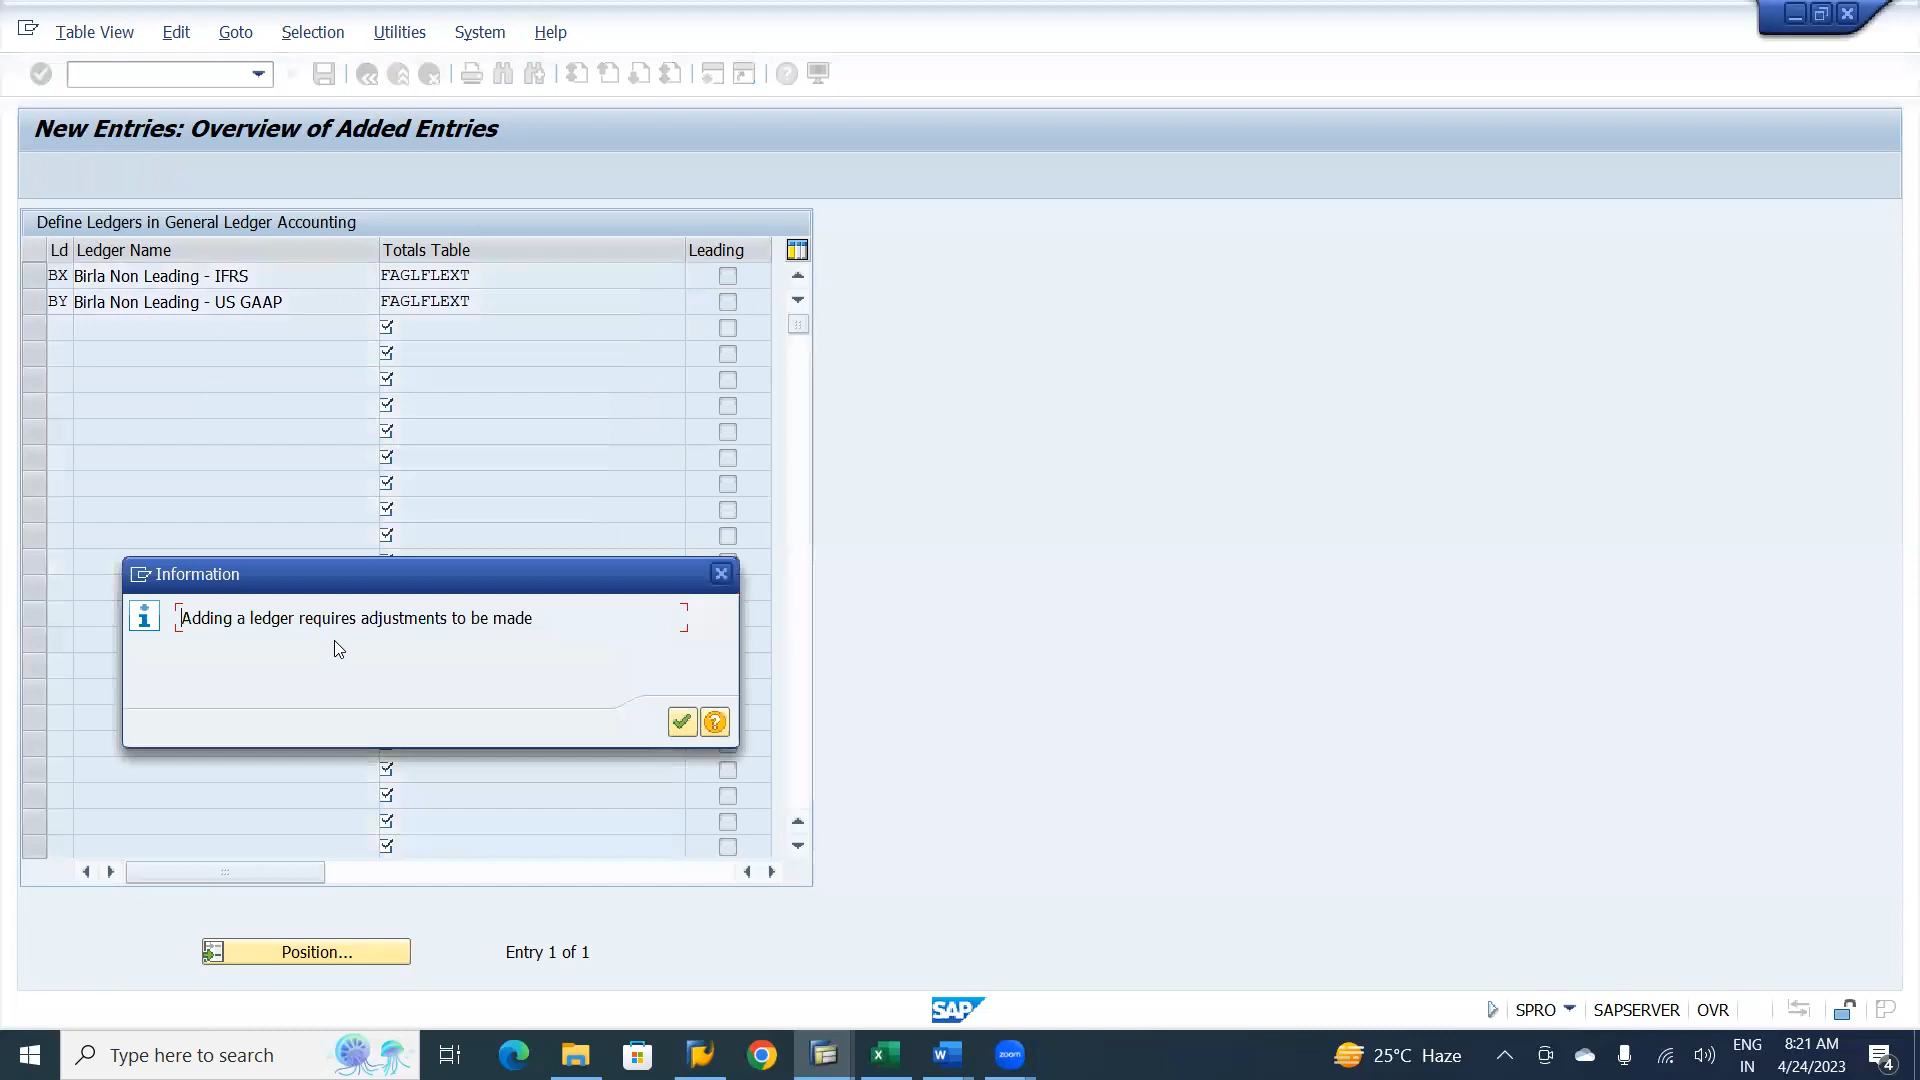 Table View Edit Goto Selection Utilities System Help
New Entries: Overview of Added Entries
Define Ledgers in General Ledger Accounting
Ld Ledger Name Totals Table Leading
BX Birla Non Leading - IFRS FAGLFLEXT
BY Birla Non Leading - US GAAP FAGLFLEXT
Information
Adding a ledger requires adjustments to be made
Position... Entry 1 of 1
SAP SPRO SAPSERVER OVR
Type here to search zoom 25°C Haze ENG IN 8:21 AM 4/24/2023 4